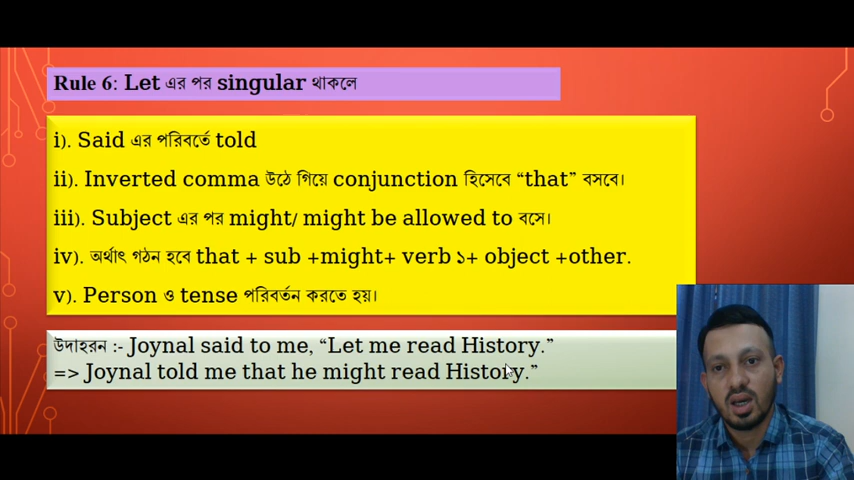 Rule 6: Let এর পর singular থাকলে
i). Said এর পরিবর্তে told
ii). Inverted comma উঠে গিয়ে conjunction হিসেবে “that” বসবে।
iii). Subject এর পর might/ might be allowed to বসে।
iv). অর্থাৎ গঠন হবে that + sub +might+ verb ১+ object +other.
v). Person ও tense পরিবর্তন করতে হয়।
উদাহরন :- Joynal said to me, “Let me read History.”
=> Joynal told me that he might read History.”